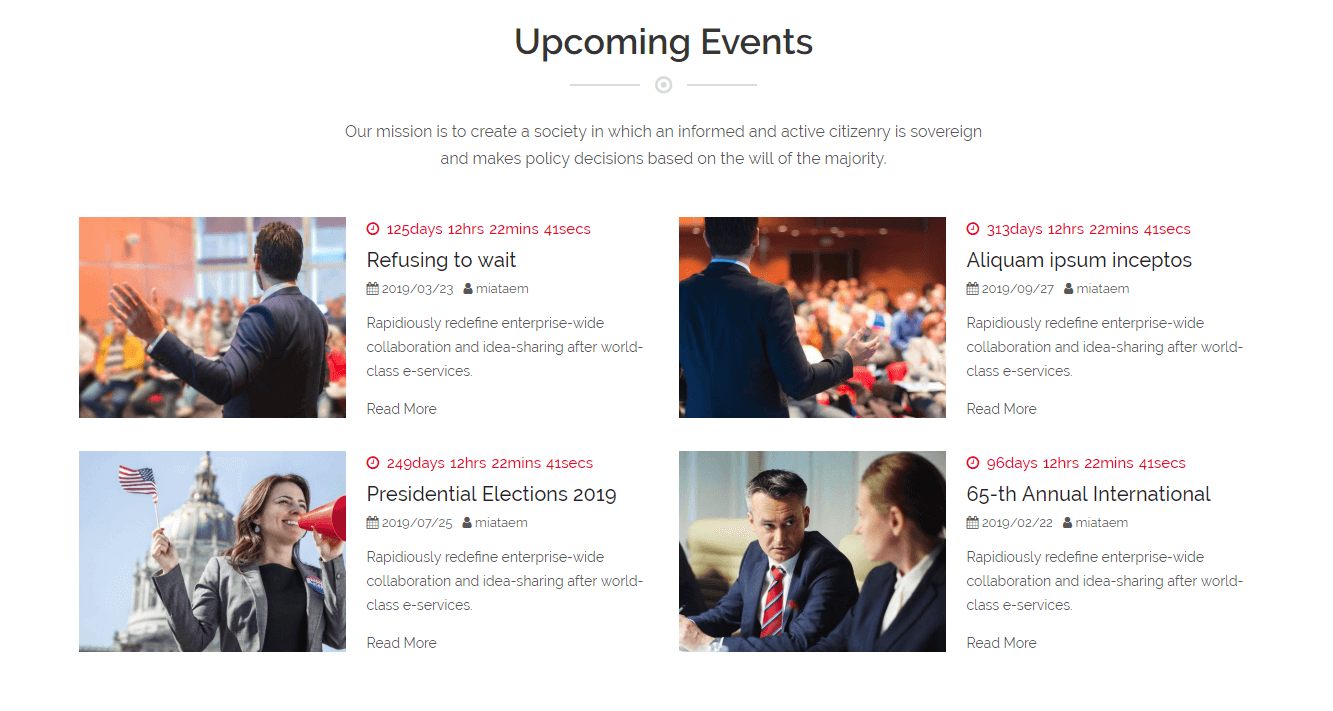 Upcoming Events
Our mission is to create a society in which an informed and active citizenry is sovereign
and makes policy decisions based on the will of the majority.
125days 12hrs 22mins 41secs
Refusing to wait
2019/03/23 miataem
Rapidiously redefine enterprise-wide
collaboration and idea-sharing after world-
class e-services.
Read More
313days 12hrs 22mins 41secs
Aliquam ipsum inceptos
2019/09/27 miataem
Rapidiously redefine enterprise-wide
collaboration and idea-sharing after world-
class e-services.
Read More
249days 12hrs 22mins 41secs
Presidential Elections 2019
2019/07/25 miataem
Rapidiously redefine enterprise-wide
collaboration and idea-sharing after world-
class e-services.
Read More
96days 12hrs 22mins 41secs
65-th Annual International
2019/02/22 miataem
Rapidiously redefine enterprise-wide
collaboration and idea-sharing after world-
class e-services.
Read More